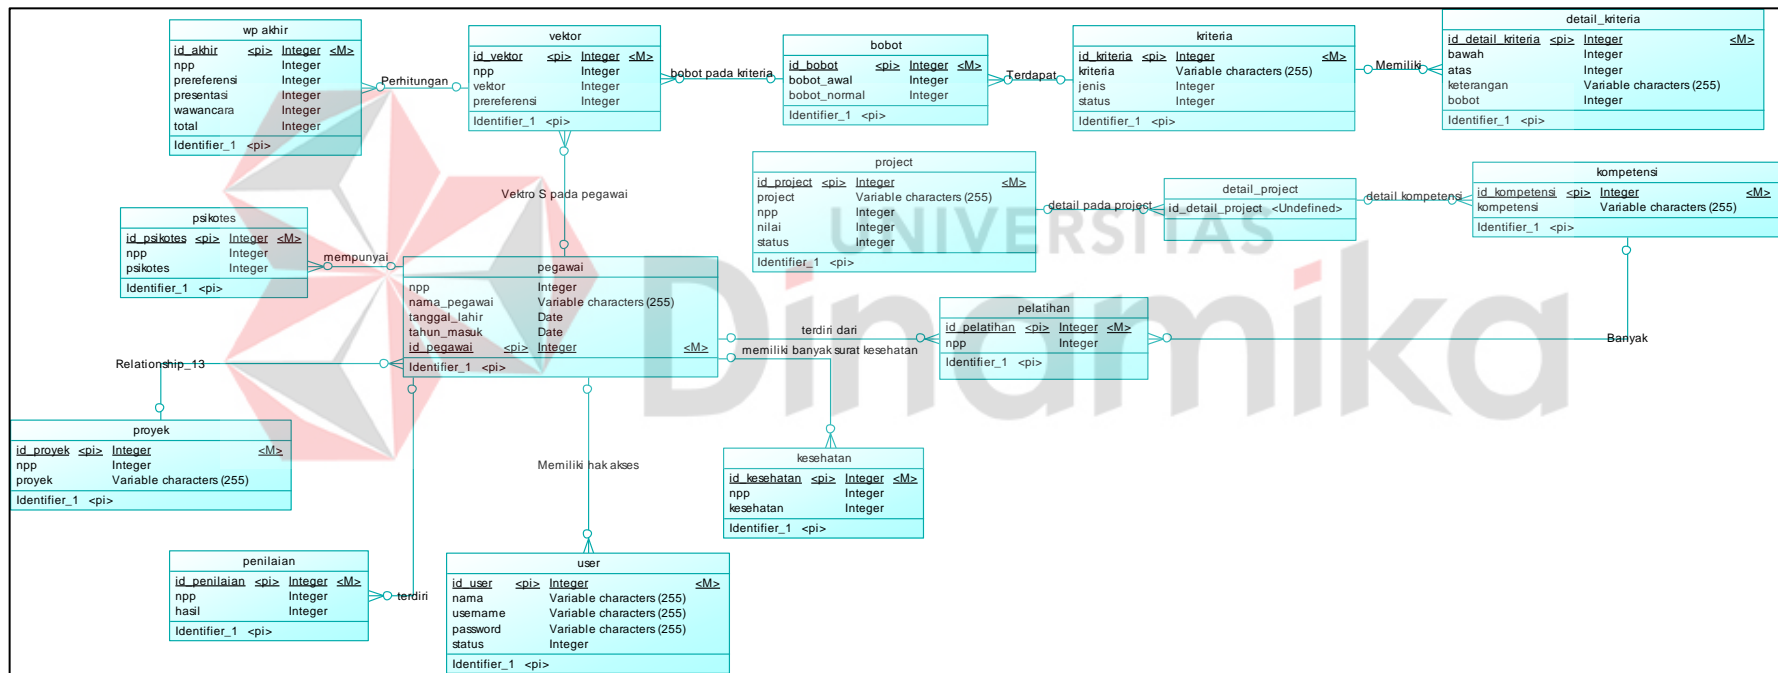 wp akhir
id_akhir <pi> Integer <M>
npp Integer
prereferensi Integer
presentasi Integer
wawancara Integer
total Integer
Identifier_1 <pi>
Perhitungan
vektor
id_vektor <pi> Integer <M>
npp Integer
vektor Integer
prereferensi Integer
Identifier_1 <pi>
bobot pada kriteria
bobot
id_bobot <pi> Integer <M>
bobot_awal Integer
bobot_normal Integer
Identifier_1 <pi>
Terdapat
kriteria
id_kriteria <pi> Integer <M>
kriteria Variable characters (255)
jenis Integer
status Integer
Identifier_1 <pi>
Memiliki
detail_kriteria
id_detail_kriteria <pi> Integer <M>
bawah Integer
atas Integer
keterangan Variable characters (255)
bobot Integer
Identifier_1 <pi>
Vektro S pada pegawai
project
id_project <pi> Integer <M>
project Variable characters (255)
npp Integer
nilai Integer
status Integer
Identifier_1 <pi>
detail pada project
detail_project
id_detail_project <Undefined>
detail kompetensi
kompetensi
id_kompetensi <pi> Integer <M>
kompetensi Variable characters (255)
Identifier_1 <pi>
psikotes
id_psikotes <pi> Integer <M>
npp Integer
psikotes Integer
Identifier_1 <pi>
mempunyai
pegawai
npp Integer
nama_pegawai Variable characters (255)
tanggal_lahir Date
tahun_masuk Date
id_pegawai <pi> Integer <M>
Identifier_1 <pi>
terdiri dari
memiliki banyak surat kesehatan
pelatihan
id_pelatihan <pi> Integer <M>
npp Integer
Identifier_1 <pi>
Banyak
UNIVERSITAS
Dinamika
Relationship_13
proyek
id_proyek <pi> Integer <M>
npp Integer
proyek Variable characters (255)
Identifier_1 <pi>
Memiliki hak akses
kesehatan
id_kesehatan <pi> Integer <M>
npp Integer
kesehatan Integer
Identifier_1 <pi>
penilaian
id_penilaian <pi> Integer <M>
npp Integer
hasil Integer
Identifier_1 <pi>
terdiri
user
id_user <pi> Integer <M>
nama Variable characters (255)
username Variable characters (255)
password Variable characters (255)
status Integer
Identifier_1 <pi>